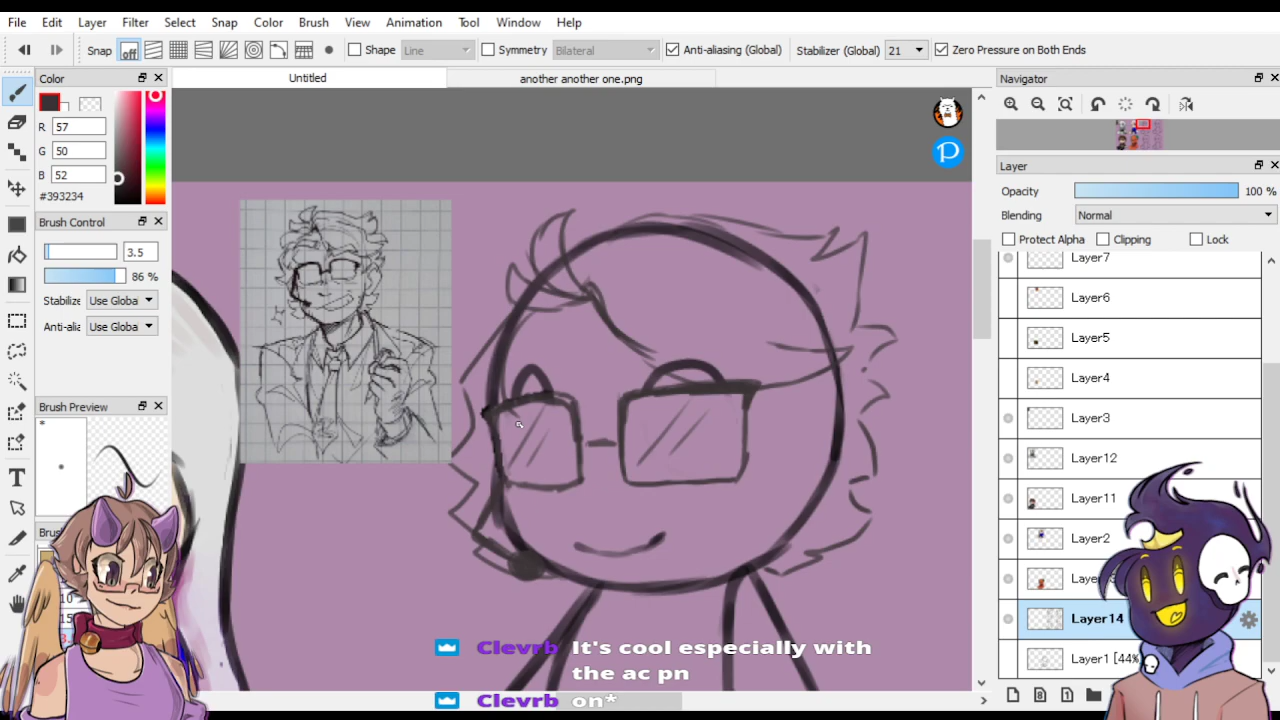 File Edit Layer Filter Select Snap Color Brush View Animation Tool Window Help
Snap off Shape Line Symmetry Bilateral Anti-aliasing (Global) Stabilizer (Global) 21 Zero Pressure on Both Ends
Color
Untitled
another another one.png
Navigator
R 57
G 50
B 52
#393234
Layer
Opacity 100 %
Blending Normal
Protect Alpha Clipping Lock
Brush Control
3.5
86 %
Stabilize Use Globa
Anti-alia Use Globa
Brush Preview
Layer7
Layer6
Layer5
Layer4
Layer3
Layer12
Layer11
Layer2
Layer14
Layer1 [44%
Clevrb It's cool especially with
the ac pn
Clevrb on*